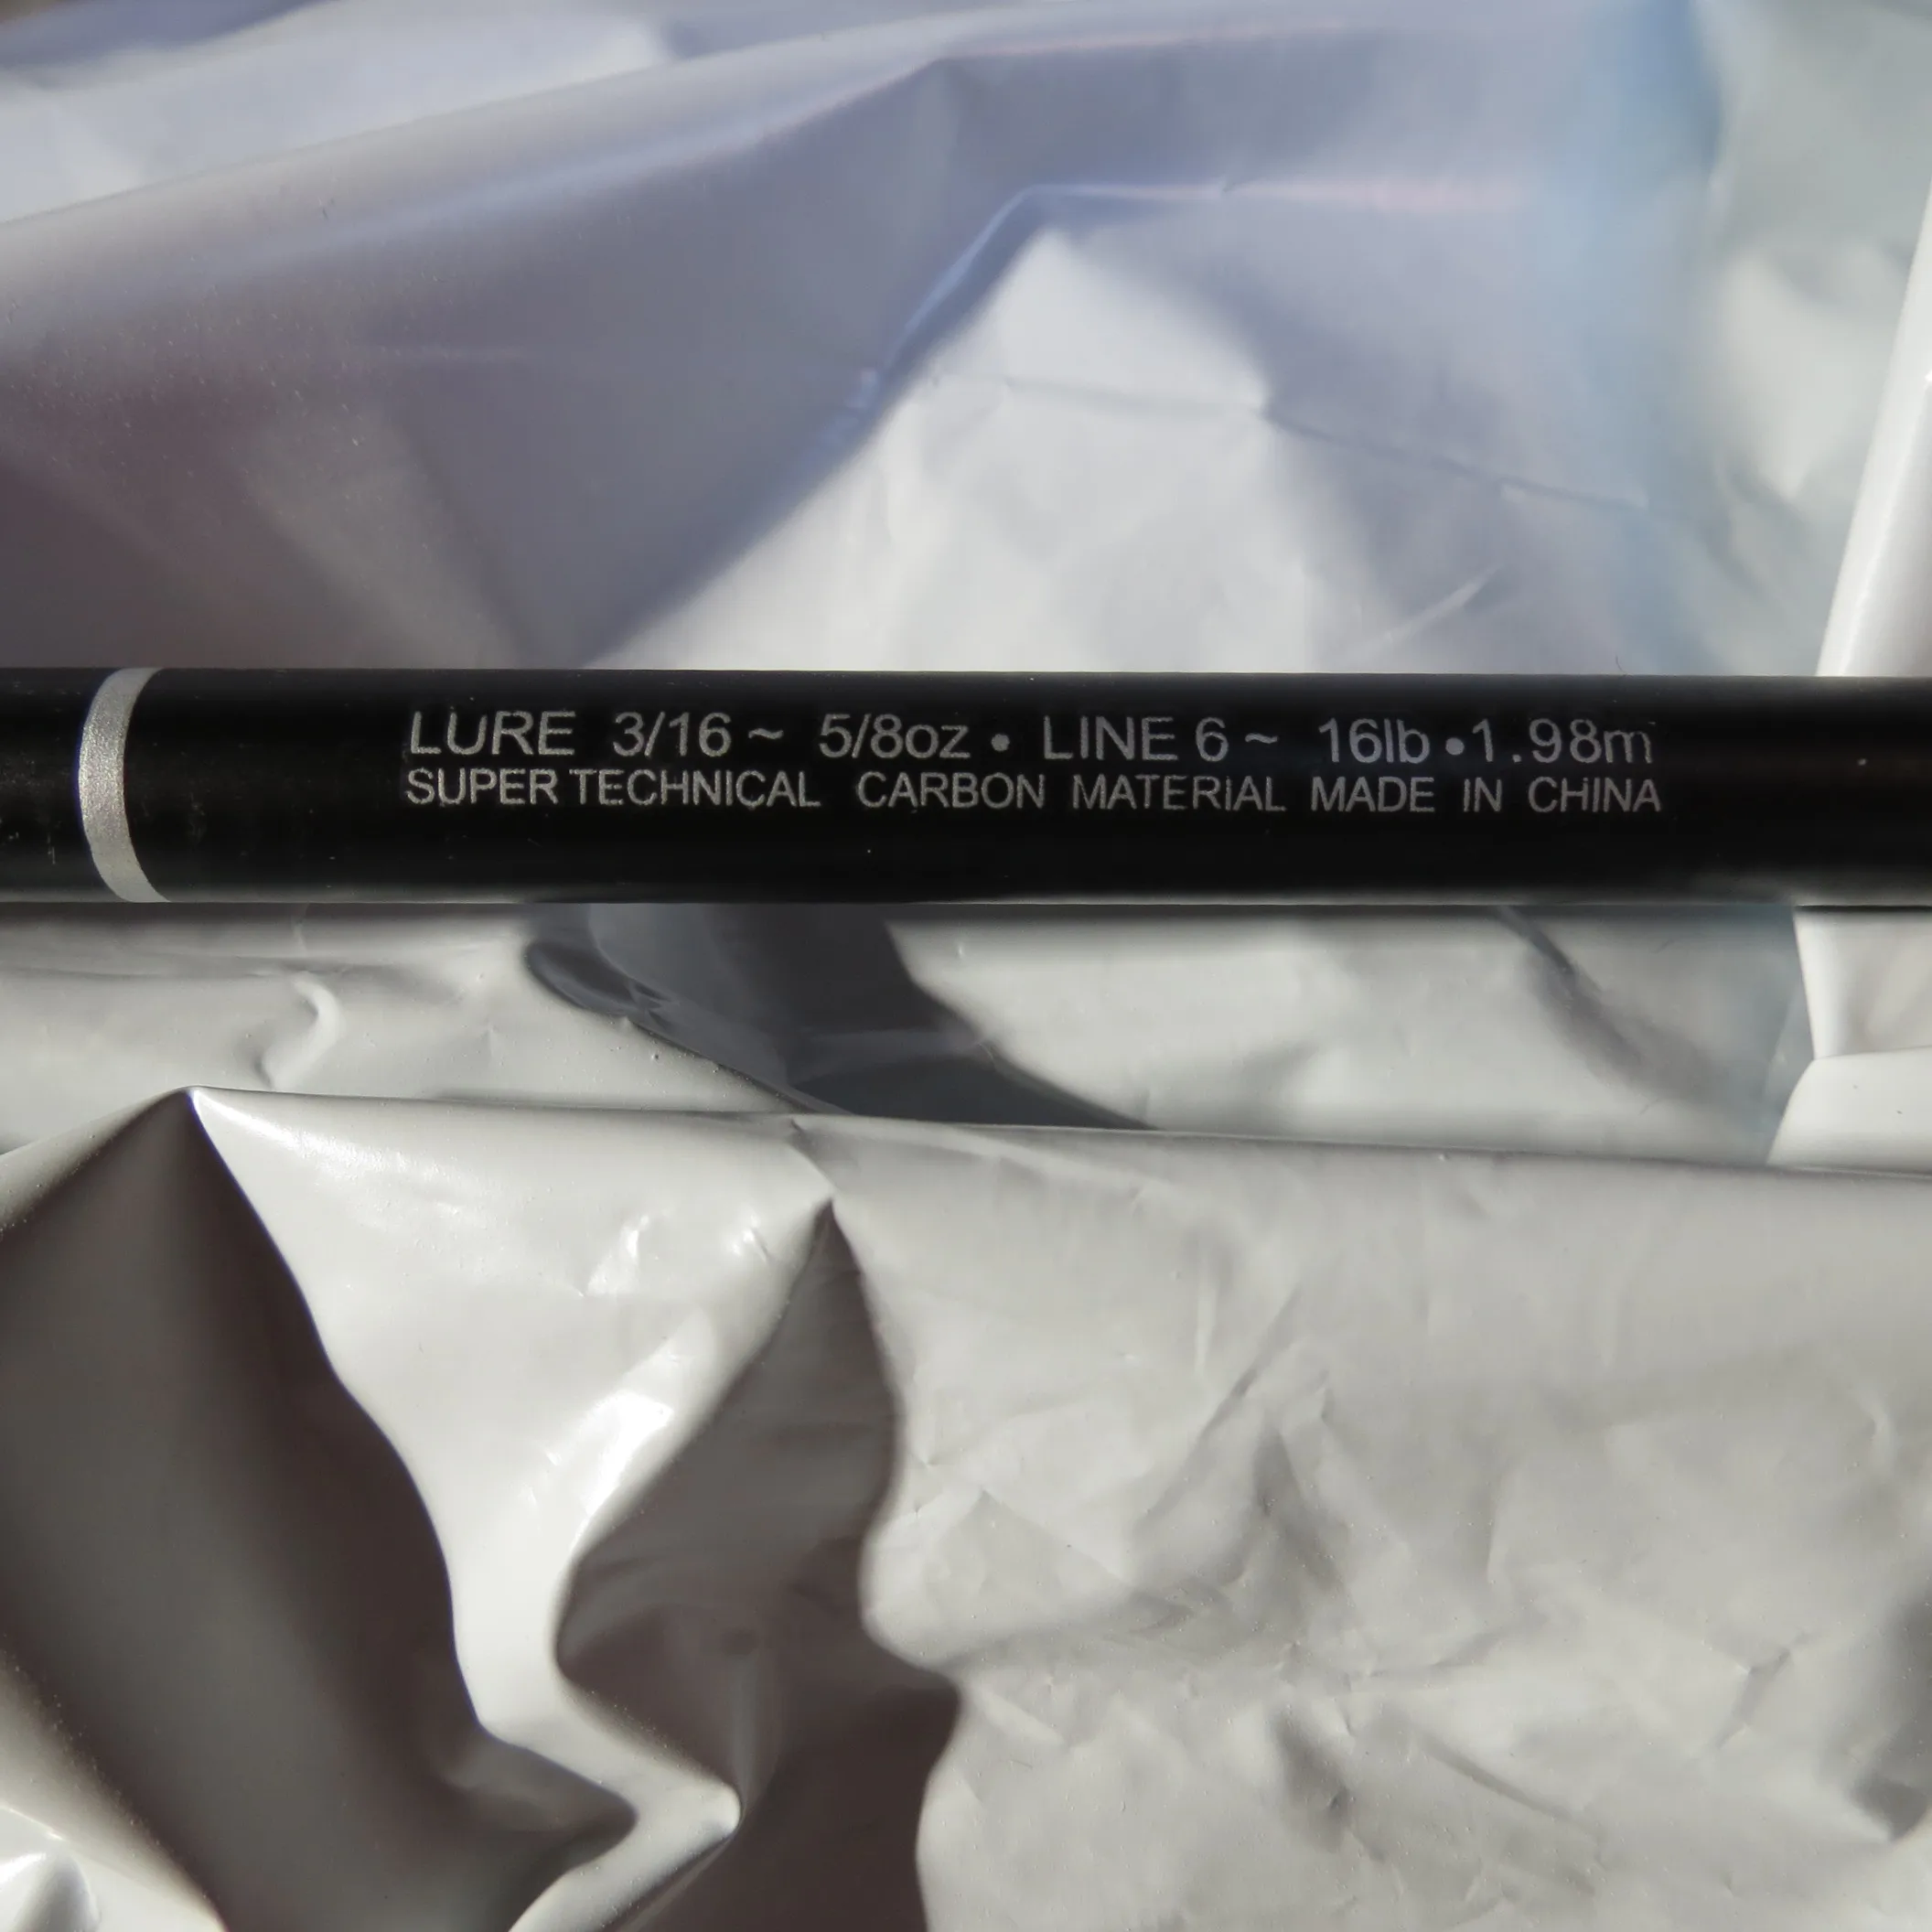 LURE 3/16 ~ 5/8oz • LINE 6 ~ 16lb • 1.98m
SUPER TECHNICAL CARBON MATERIAL MADE IN CHINA